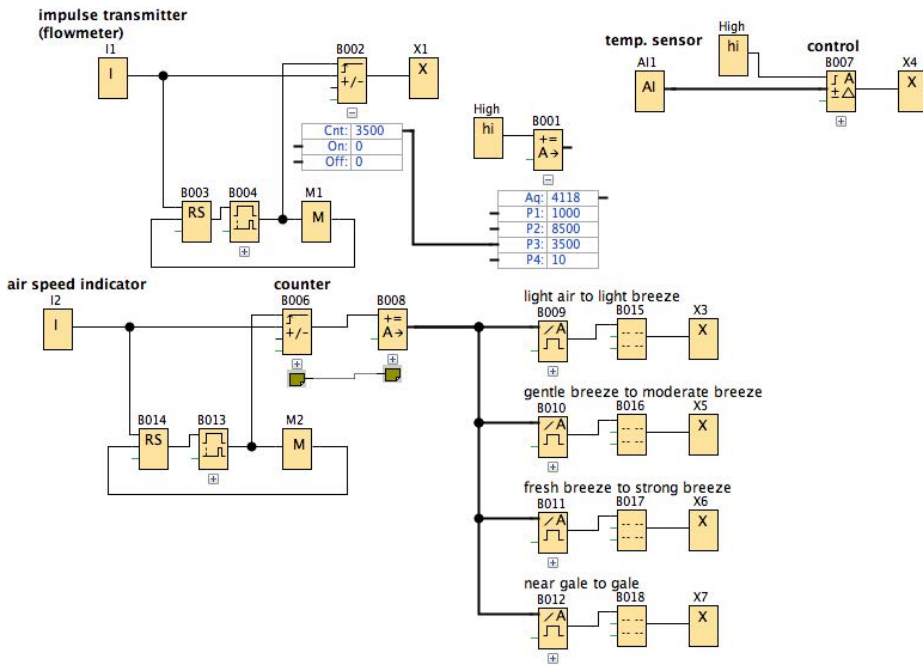 impulse transmitter
(flowmeter)
I1
I
B002
+/-
X1
X
Cnt: 3500
On: 0
Off: 0
High
hi
B001
+=
A→
Aq: 4118
P1: 1000
P2: 8500
P3: 3500
P4: 10
B003
RS
B004
M1
M
temp. sensor
AI1
AI
High
hi
control
B007
A
±△
X4
X
air speed indicator
I2
I
counter
B006
+/-
B008
+=
A→
B014
RS
B013
M2
M
light air to light breeze
B009
/A
B015
X3
X
gentle breeze to moderate breeze
B010
/A
B016
X5
X
fresh breeze to strong breeze
B011
/A
B017
X6
X
near gale to gale
B012
/A
B018
X7
X